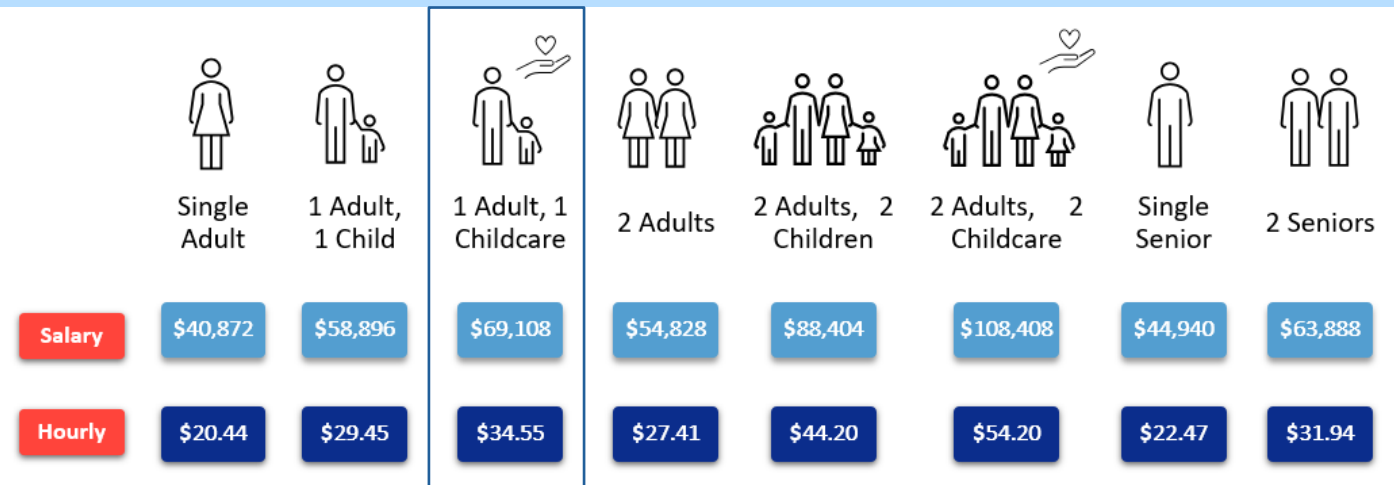 Single
Adult
1 Adult,
1 Child
1 Adult, 1
Childcare
2 Adults
2 Adults, 2
Children
2 Adults, 2
Childcare
Single
Senior
2 Seniors
Salary
$40,872
$58,896
$69,108
$54,828
$88,404
$108,408
$44,940
$63,888
Hourly
$20.44
$29.45
$34.55
$27.41
$44.20
$54.20
$22.47
$31.94